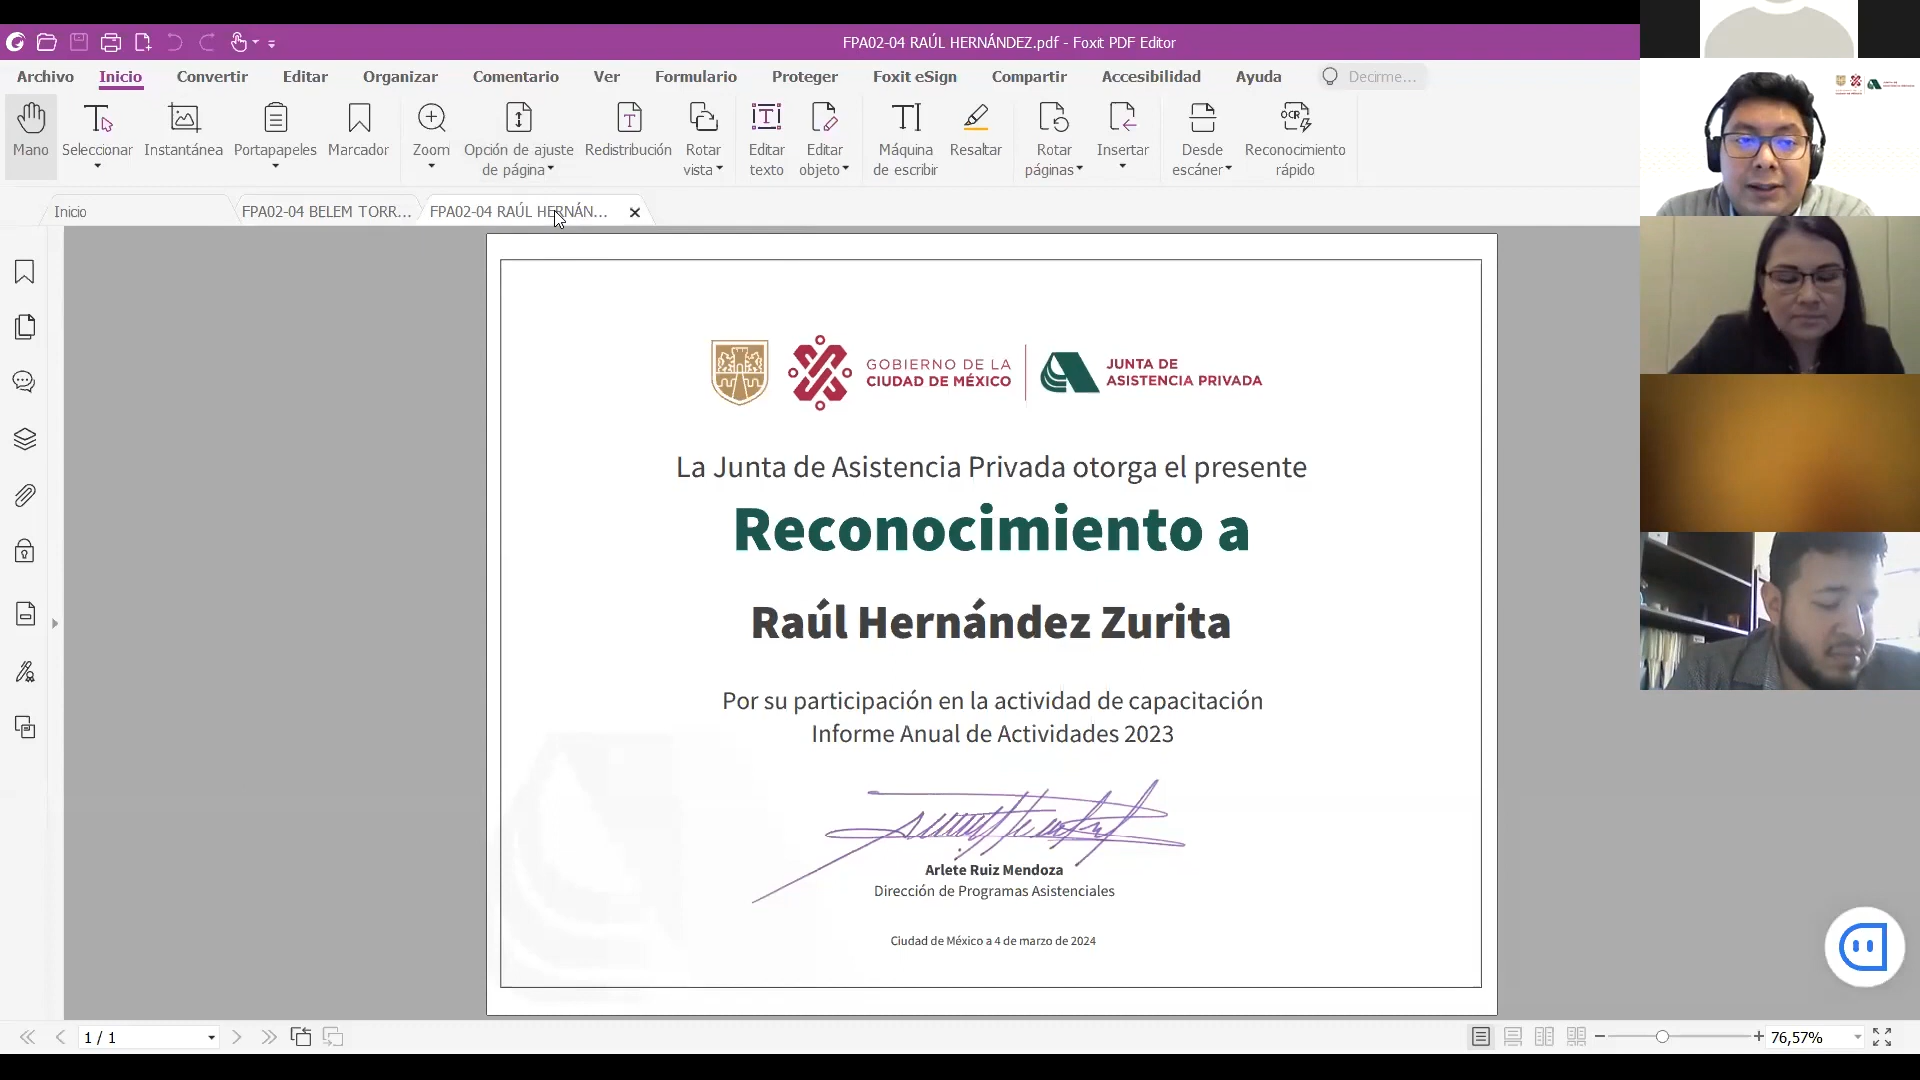 FPA02-04 RAÚL HERNÁNDEZ.pdf - Foxit PDF Editor
Archivo Inicio Convertir Editar Organizar Comentario Ver Formulario Proteger Foxit eSign Compartir Accesibilidad Ayuda Decirme...
Mano Seleccionar Instantánea Portapapeles Marcador Zoom Opción de ajuste de página Redistribución Rotar vista Editar texto Editar objeto Máquina de escribir Resaltar Rotar páginas Insertar Desde escáner Reconocimiento rápido
Inicio FPA02-04 BELEM TORR... FPA02-04 RAÚL HERNÁN...
GOBIERNO DE LA
CIUDAD DE MÉXICO
JUNTA DE
ASISTENCIA PRIVADA
La Junta de Asistencia Privada otorga el presente
Reconocimiento a
Raúl Hernández Zurita
Por su participación en la actividad de capacitación
Informe Anual de Actividades 2023
Arlete Ruiz Mendoza
Dirección de Programas Asistenciales
Ciudad de México a 4 de marzo de 2024
1 / 1
76,57%